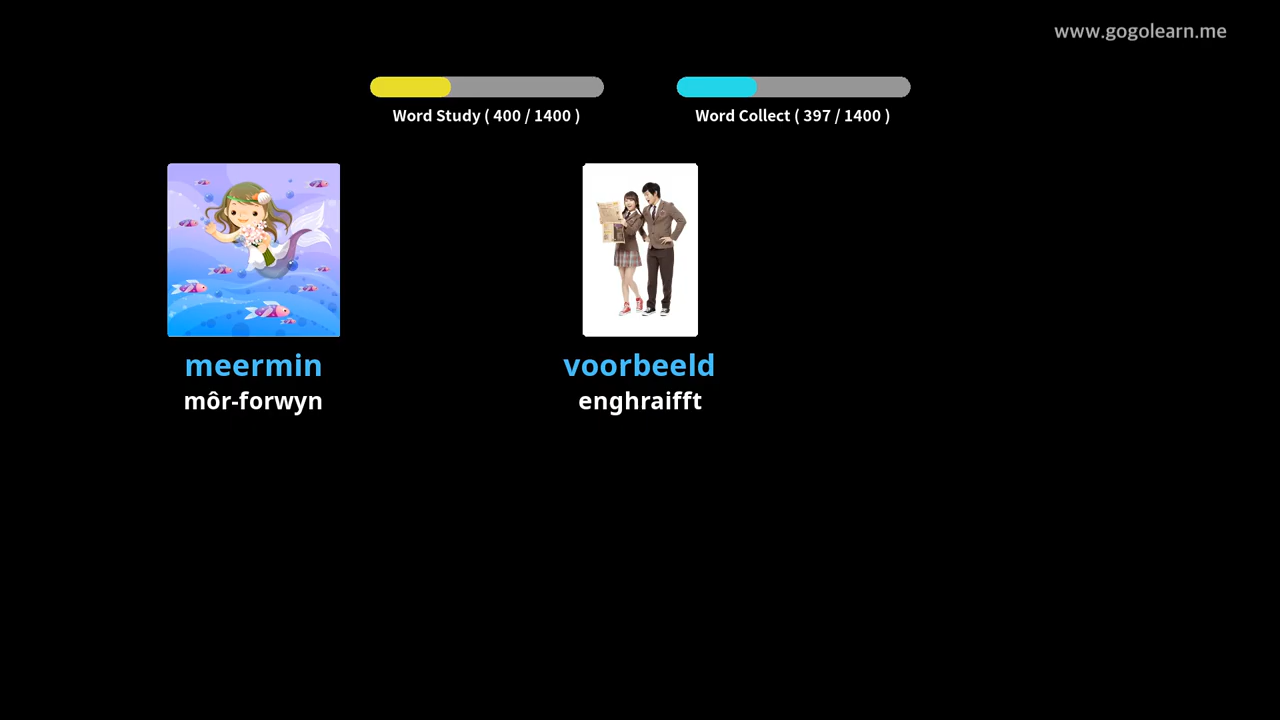 www.gogolearn.me
Word Study ( 400 / 1400 )
Word Collect ( 397 / 1400 )
meermin
môr-forwyn
voorbeeld
enghraifft